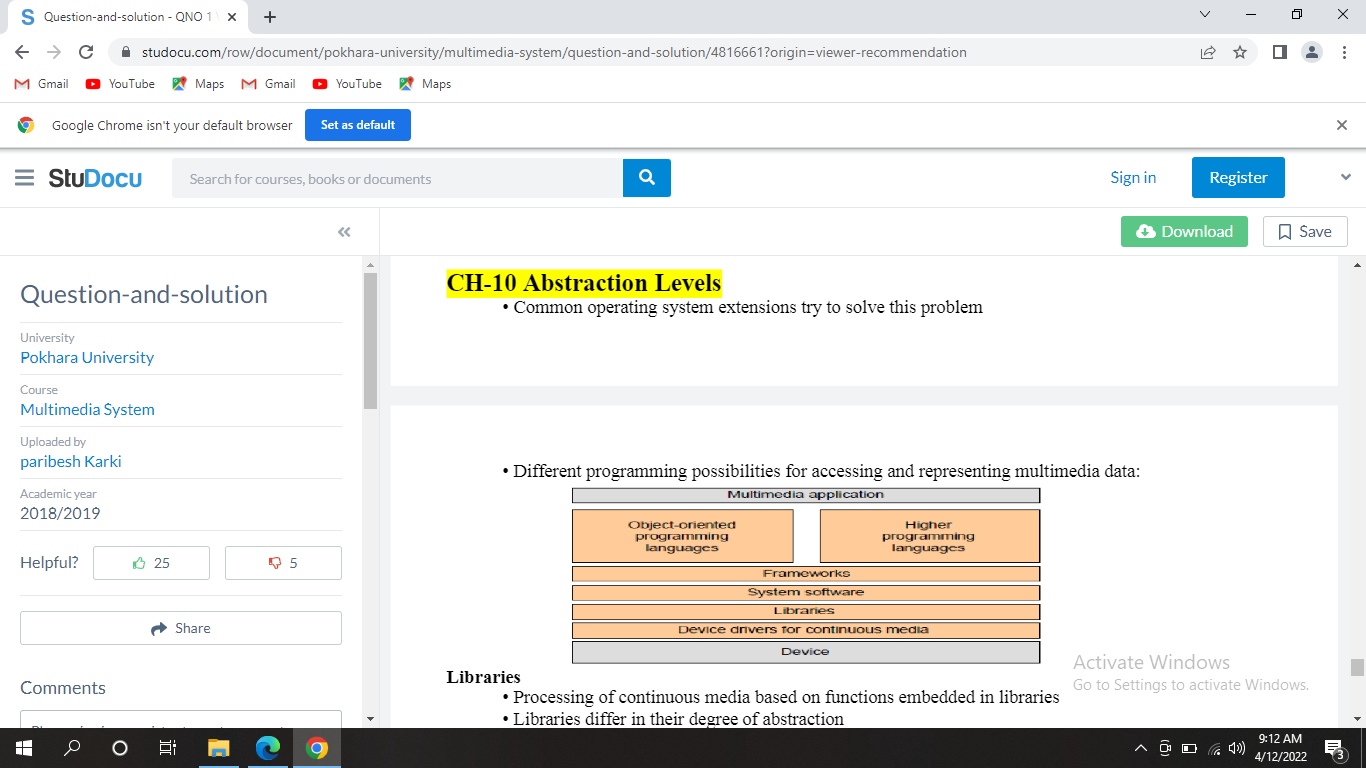 Question-and-solution - QNO 1
studocu.com/row/document/pokhara-university/multimedia-system/question-and-solution/4816661?origin=viewer-recommendation
Gmail YouTube Maps Gmail YouTube Maps
Google Chrome isn't your default browser Set as default
StuDocu Search for courses, books or documents Sign in Register
Download Save
Question-and-solution
University
Pokhara University
Course
Multimedia System
Uploaded by
paribesh Karki
Academic year
2018/2019
Helpful? 25 5
Share
Comments
CH-10 Abstraction Levels
• Common operating system extensions try to solve this problem
• Different programming possibilities for accessing and representing multimedia data:
Multimedia application
Object-oriented
programming
languages
Higher
programming
languages
Frameworks
System software
Libraries
Device drivers for continuous media
Device
Libraries
• Processing of continuous media based on functions embedded in libraries
• Libraries differ in their degree of abstraction
Activate Windows
Go to Settings to activate Windows.
9:12 AM
4/12/2022
3